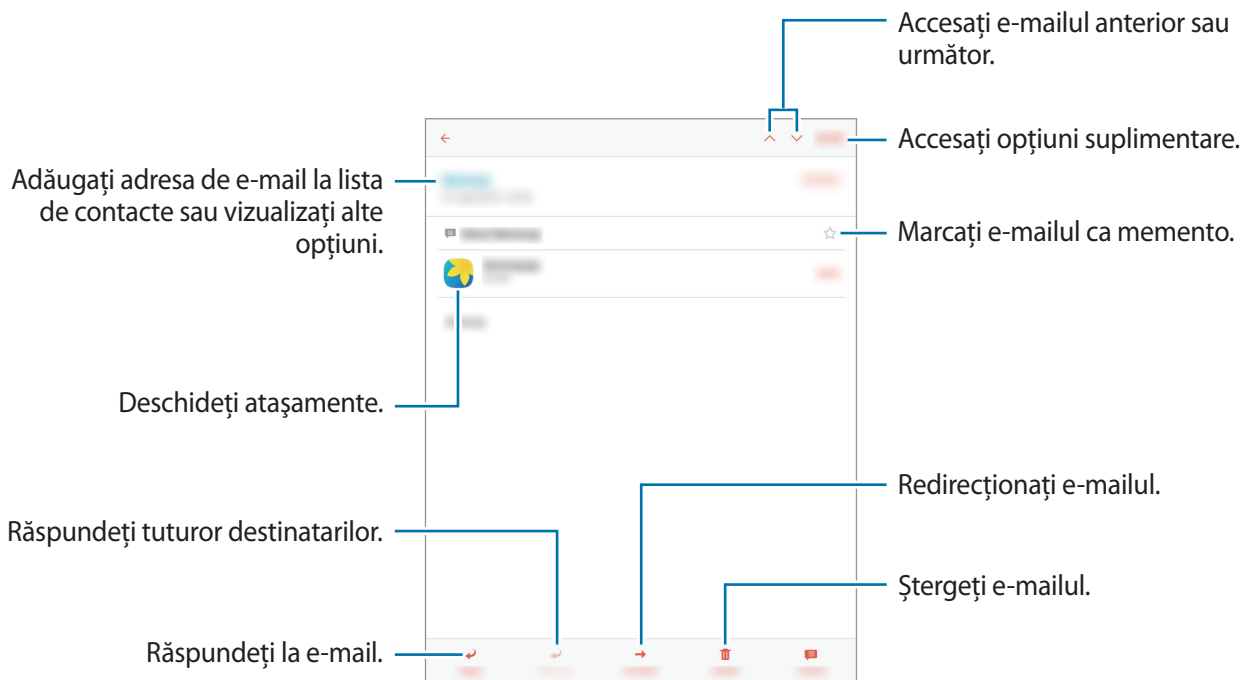 Accesați e-mailul anterior sau
următor.
Accesați opțiuni suplimentare.
Adăugați adresa de e-mail la lista
de contacte sau vizualizați alte
opțiuni.
Marcați e-mailul ca memento.
Deschideți ataşamente.
Redirecționați e-mailul.
Răspundeți tuturor destinatarilor.
Ștergeți e-mailul.
Răspundeți la e-mail.